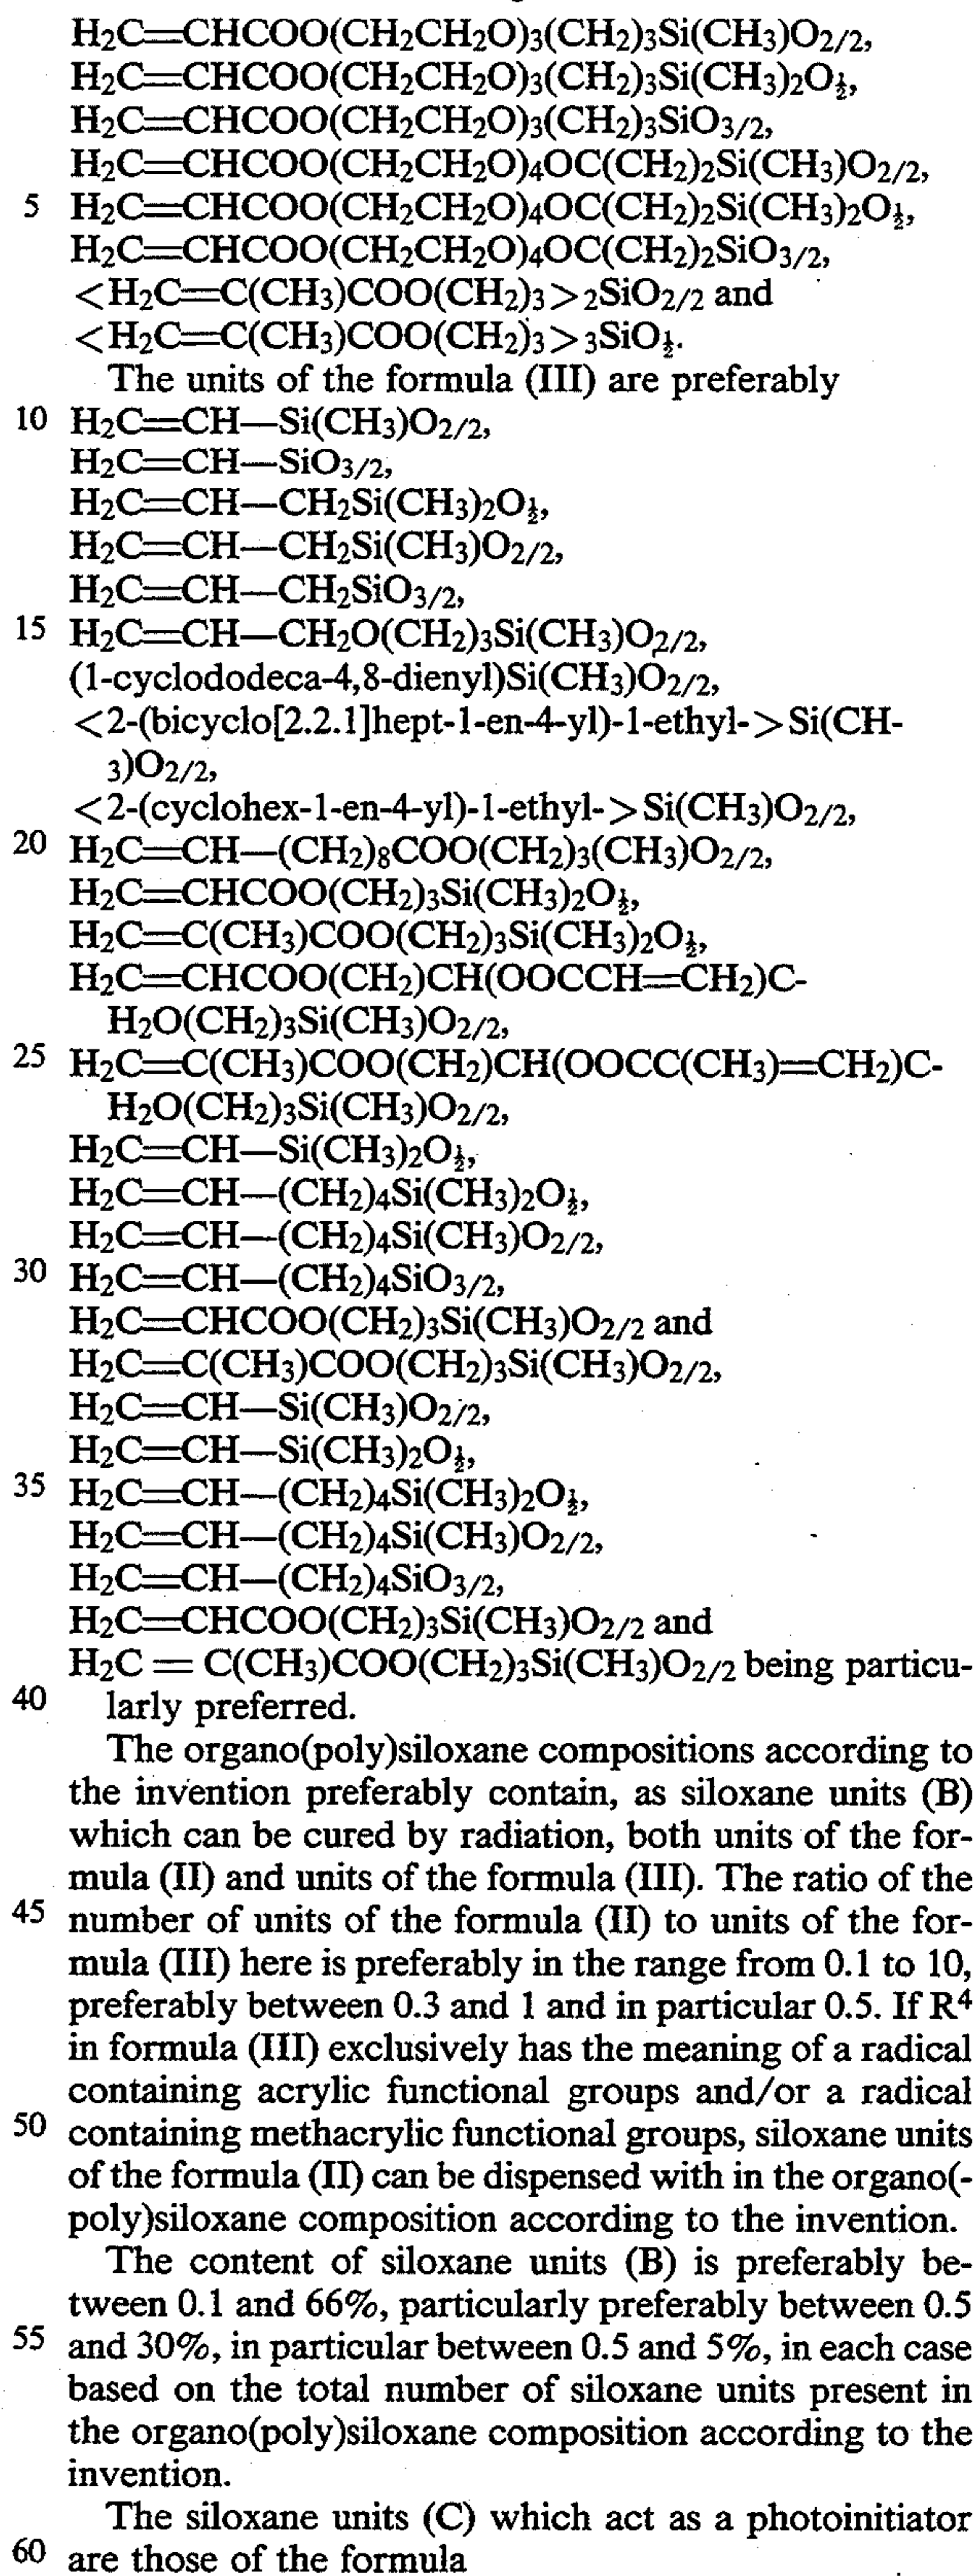 H2C=CHCOO(CH2CH2O)3(CH2)3Si(CH3)O2/2,
H2C=CHCOO(CH2CH2O)3(CH2)3Si(CH3)2O½,
H2C=CHCOO(CH2CH2O)3(CH2)3SiO3/2,
H2C=CHCOO(CH2CH2O)4OC(CH2)2Si(CH3)O2/2,
5 H2C=CHCOO(CH2CH2O)4OC(CH2)2Si(CH3)2O½,
H2C=CHCOO(CH2CH2O)4OC(CH2)2SiO3/2,
<H2C=C(CH3)COO(CH2)3>2SiO2/2 and
<H2C=C(CH3)COO(CH2)3>3SiO½.
The units of the formula (III) are preferably
10 H2C=CH—Si(CH3)O2/2,
H2C=CH—SiO3/2,
H2C=CH—CH2Si(CH3)2O½,
H2C=CH—CH2Si(CH3)O2/2,
H2C=CH—CH2SiO3/2,
15 H2C=CH—CH2O(CH2)3Si(CH3)O2/2,
(1-cyclododeca-4,8-dienyl)Si(CH3)O2/2,
<2-(bicyclo[2.2.1]hept-1-en-4-yl)-1-ethyl->Si(CH-
3)O2/2,
<2-(cyclohex-1-en-4-yl)-1-ethyl->Si(CH3)O2/2,
20 H2C=CH—(CH2)8COO(CH2)3(CH3)O2/2,
H2C=CHCOO(CH2)3Si(CH3)2O½,
H2C=C(CH3)COO(CH2)3Si(CH3)2O½,
H2C=CHCOO(CH2)CH(OOCCH=CH2)C-
H2O(CH2)3Si(CH3)O2/2,
25 H2C=C(CH3)COO(CH2)CH(OOCC(CH3)=CH2)C-
H2O(CH2)3Si(CH3)O2/2,
H2C=CH—Si(CH3)2O½,
H2C=CH—(CH2)4Si(CH3)2O½,
H2C=CH—(CH2)4Si(CH3)O2/2,
30 H2C=CH—(CH2)4SiO3/2,
H2C=CHCOO(CH2)3Si(CH3)O2/2 and
H2C=C(CH3)COO(CH2)3Si(CH3)O2/2,
H2C=CH—Si(CH3)O2/2,
H2C=CH—Si(CH3)2O½,
35 H2C=CH—(CH2)4Si(CH3)2O½,
H2C=CH—(CH2)4Si(CH3)O2/2,
H2C=CH—(CH2)4SiO3/2,
H2C=CHCOO(CH2)3Si(CH3)O2/2 and
H2C = C(CH3)COO(CH2)3Si(CH3)O2/2 being particu-
40 larly preferred.
The organo(poly)siloxane compositions according to
the invention preferably contain, as siloxane units (B)
which can be cured by radiation, both units of the for-
mula (II) and units of the formula (III). The ratio of the
45 number of units of the formula (II) to units of the for-
mula (III) here is preferably in the range from 0.1 to 10,
preferably between 0.3 and 1 and in particular 0.5. If R4
in formula (III) exclusively has the meaning of a radical
containing acrylic functional groups and/or a radical
50 containing methacrylic functional groups, siloxane units
of the formula (II) can be dispensed with in the organo(-
poly)siloxane composition according to the invention.
The content of siloxane units (B) is preferably be-
tween 0.1 and 66%, particularly preferably between 0.5
55 and 30%, in particular between 0.5 and 5%, in each case
based on the total number of siloxane units present in
the organo(poly)siloxane composition according to the
invention.
The siloxane units (C) which act as a photoinitiator
60 are those of the formula